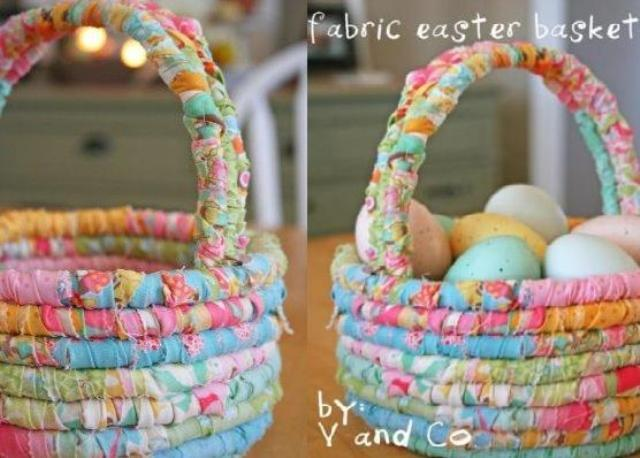 fabric easter basket
by:
V and Co